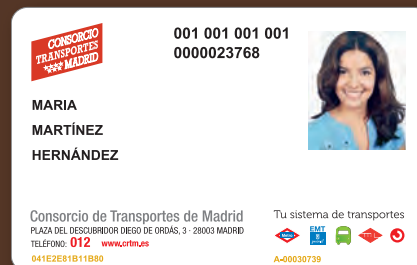 CONSORCIO
TRANSPORTES
MADRID
001 001 001 001
0000023768
MARIA
MARTÍNEZ
HERNÁNDEZ
Consorcio de Transportes de Madrid
PLAZA DEL DESCUBRIDOR DIEGO DE ORDÁS, 3 - 28003 MADRID
TELÉFONO: 012 www.crtm.es
041E2E81B11B80
Tu sistema de transportes
Metro
EMT
A-00030739